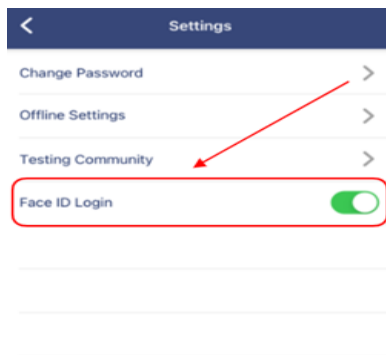 Settings
Change Password
Offline Settings
Testing Community
Face ID Login